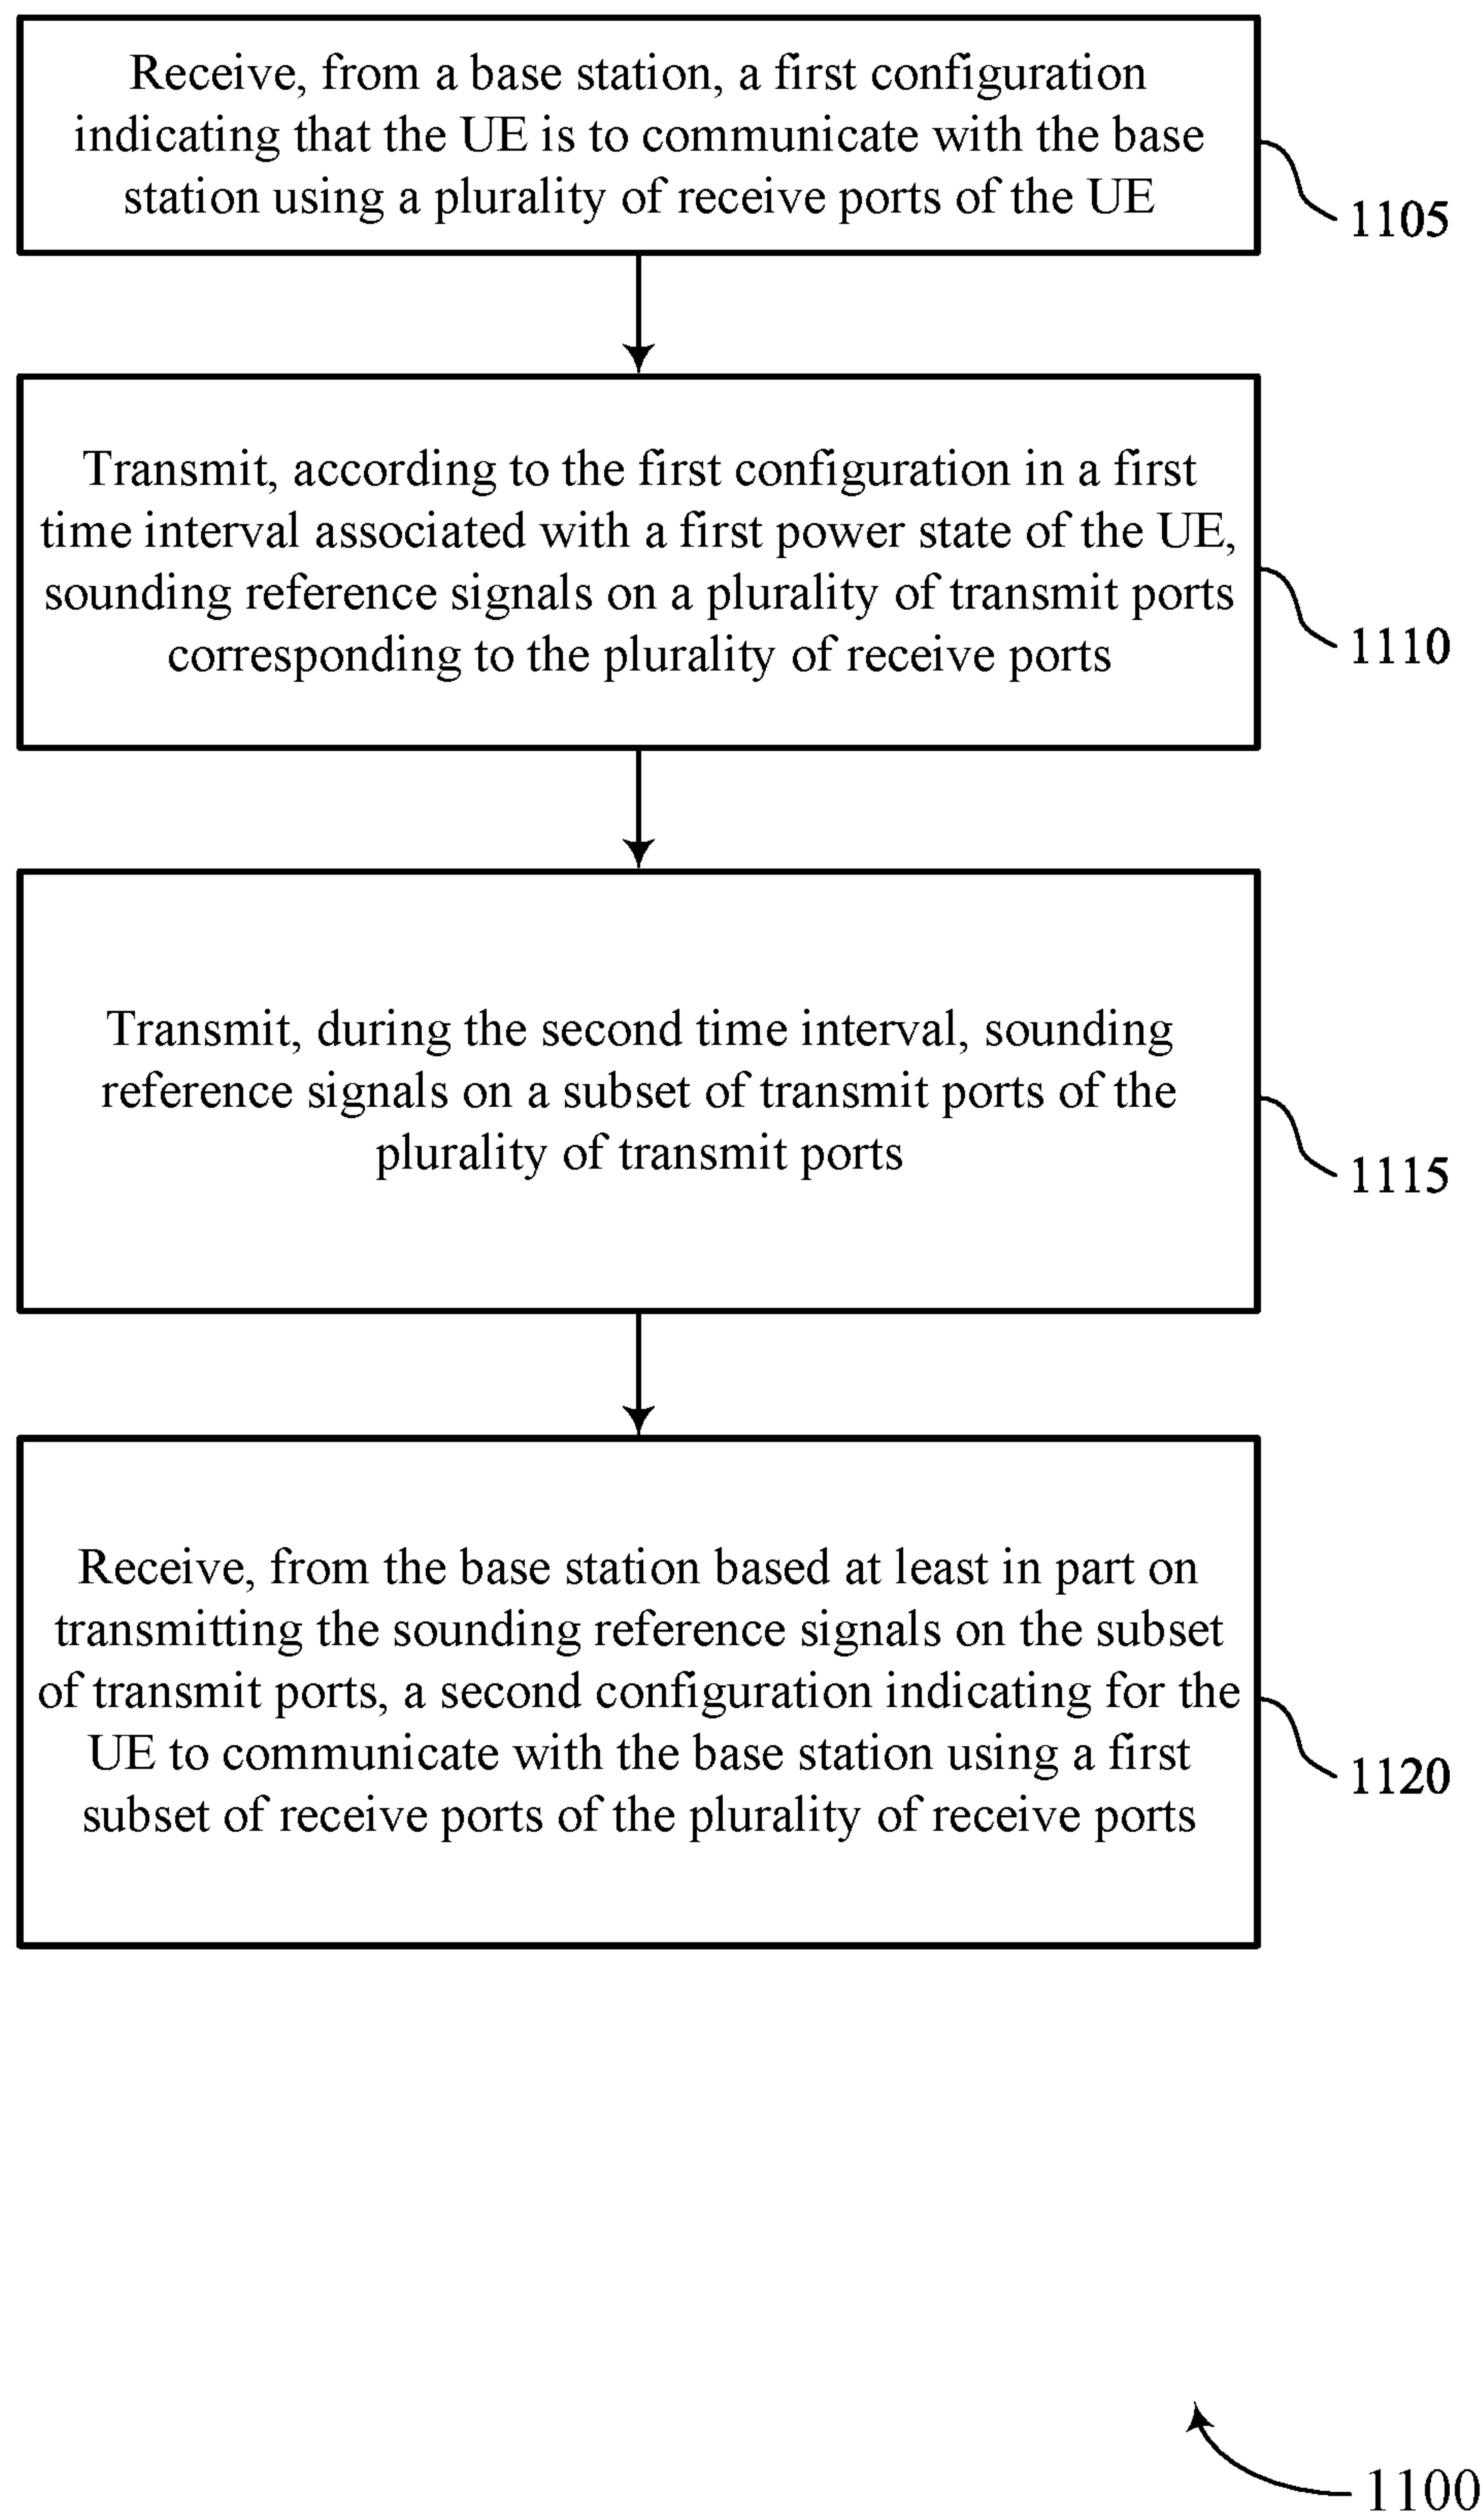 Receive, from a base station, a first configuration
indicating that the UE is to communicate with the base
station using a plurality of receive ports of the UE
1105
Transmit, according to the first configuration in a first
time interval associated with a first power state of the UE,
sounding reference signals on a plurality of transmit ports
corresponding to the plurality of receive ports
1110
Transmit, during the second time interval, sounding
reference signals on a subset of transmit ports of the
plurality of transmit ports
1115
Receive, from the base station based at least in part on
transmitting the sounding reference signals on the subset
of transmit ports, a second configuration indicating for the
UE to communicate with the base station using a first
subset of receive ports of the plurality of receive ports
1120
1100